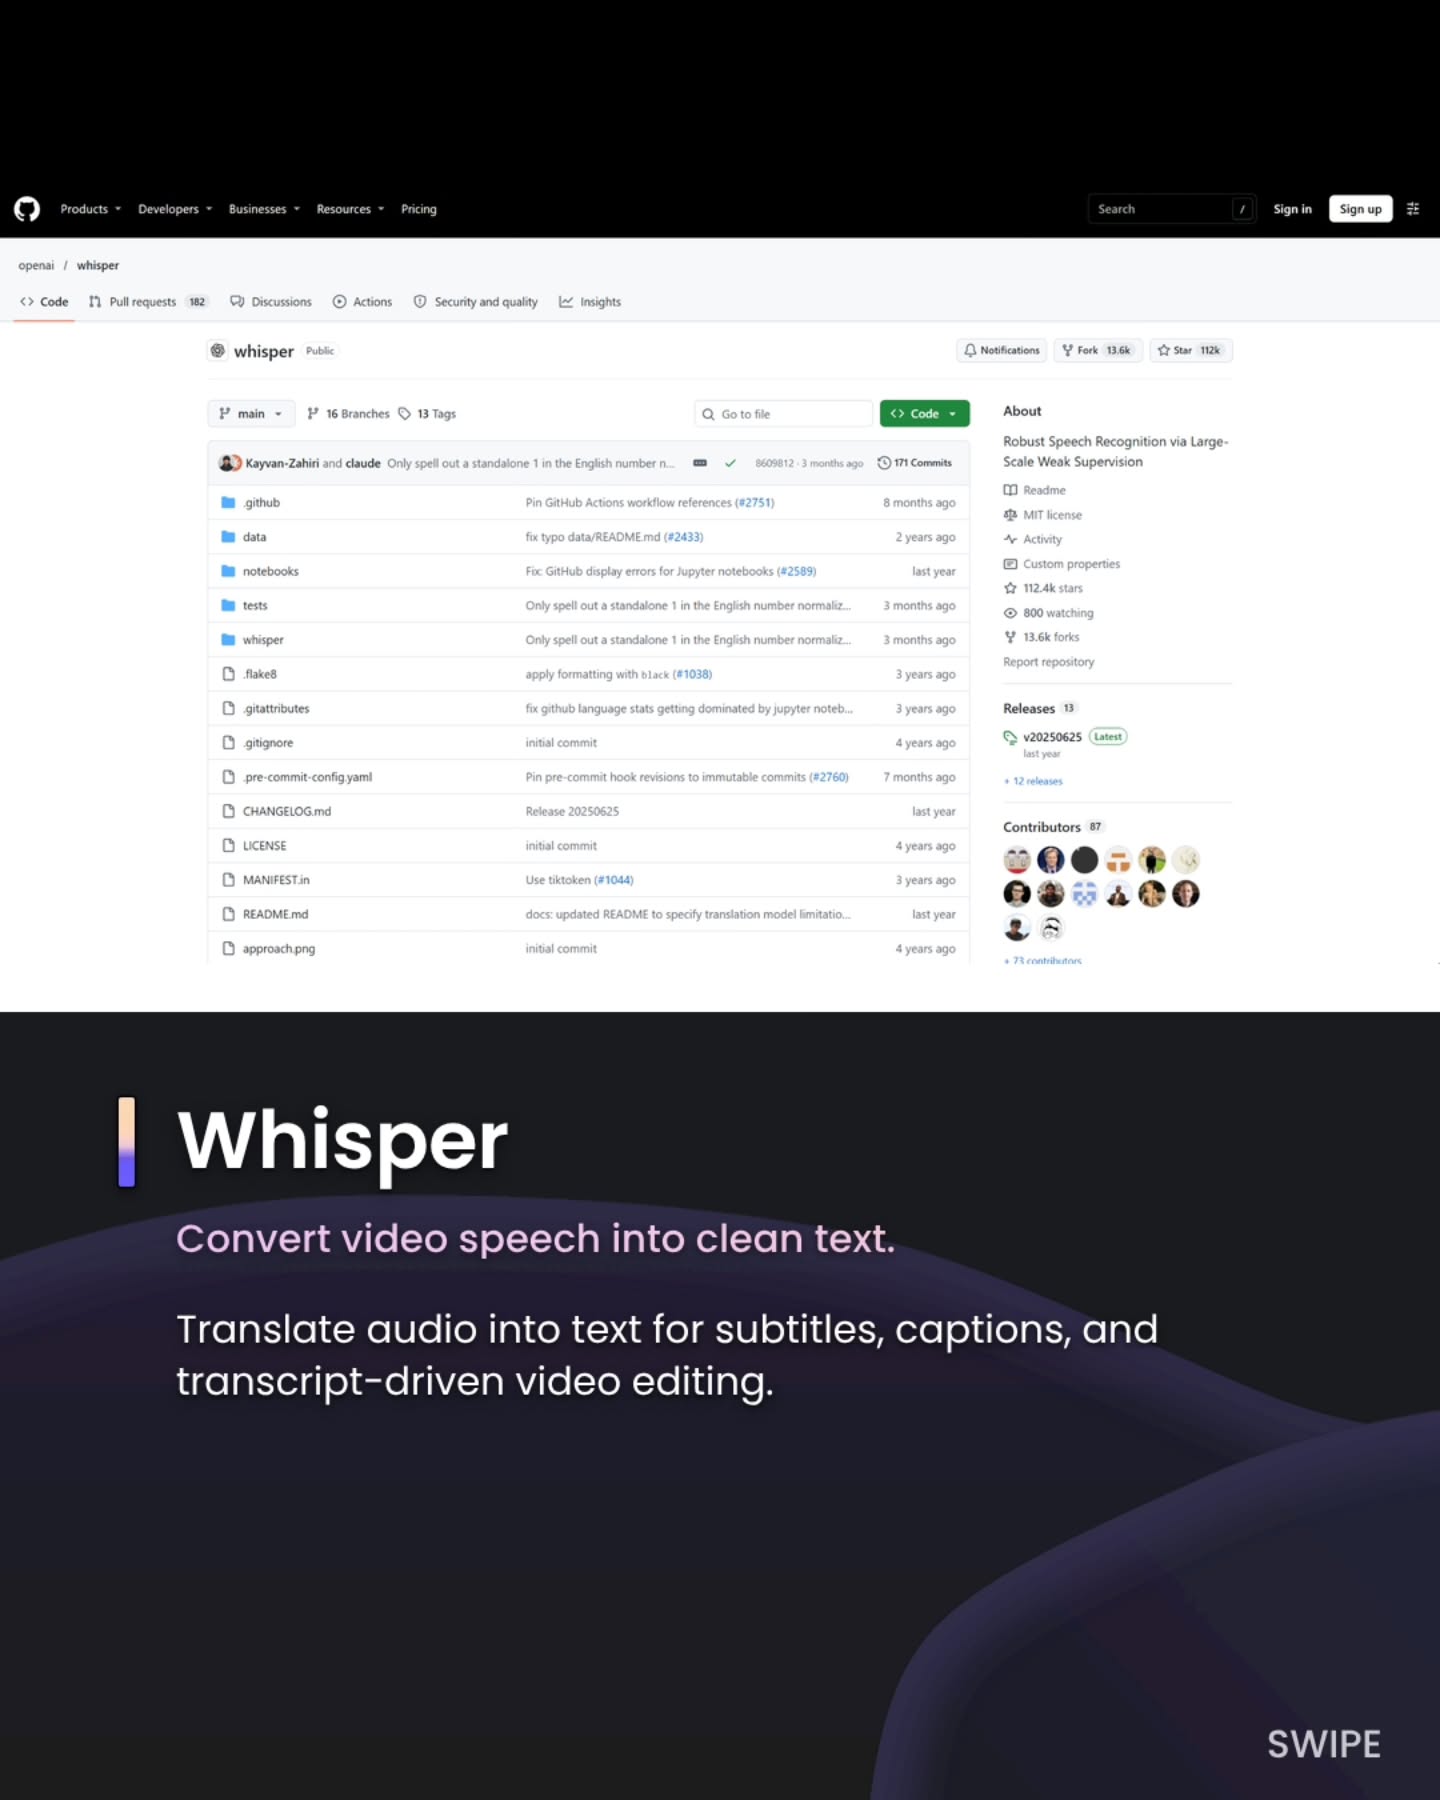 Products Developers Businesses Resources Pricing Search / Sign in Sign up
openai / whisper
Code Pull requests 182 Discussions Actions Security and quality Insights
whisper Public Notifications Fork 13.6k Star 112k
main 16 Branches 13 Tags Go to file Code
Kayvan-Zahiri and claude Only spell out a standalone 1 in the English number n... 8609812 · 3 months ago 171 Commits
.github Pin GitHub Actions workflow references (#2751) 8 months ago
data fix typo data/README.md (#2433) 2 years ago
notebooks Fix: GitHub display errors for Jupyter notebooks (#2589) last year
tests Only spell out a standalone 1 in the English number normaliz... 3 months ago
whisper Only spell out a standalone 1 in the English number normaliz... 3 months ago
.flake8 apply formatting with black (#1038) 3 years ago
.gitattributes fix github language stats getting dominated by jupyter noteb... 3 years ago
.gitignore initial commit 4 years ago
.pre-commit-config.yaml Pin pre-commit hook revisions to immutable commits (#2760) 7 months ago
CHANGELOG.md Release 20250625 last year
LICENSE initial commit 4 years ago
MANIFEST.in Use tiktoken (#1044) 3 years ago
README.md docs: updated README to specify translation model limitatio... last year
approach.png initial commit 4 years ago
About
Robust Speech Recognition via Large-
Scale Weak Supervision
Readme
MIT license
Activity
Custom properties
112.4k stars
800 watching
13.6k forks
Report repository
Releases 13
v20250625 Latest
last year
+ 12 releases
Contributors 87
+ 73 contributors
Whisper
Convert video speech into clean text.
Translate audio into text for subtitles, captions, and
transcript-driven video editing.
SWIPE